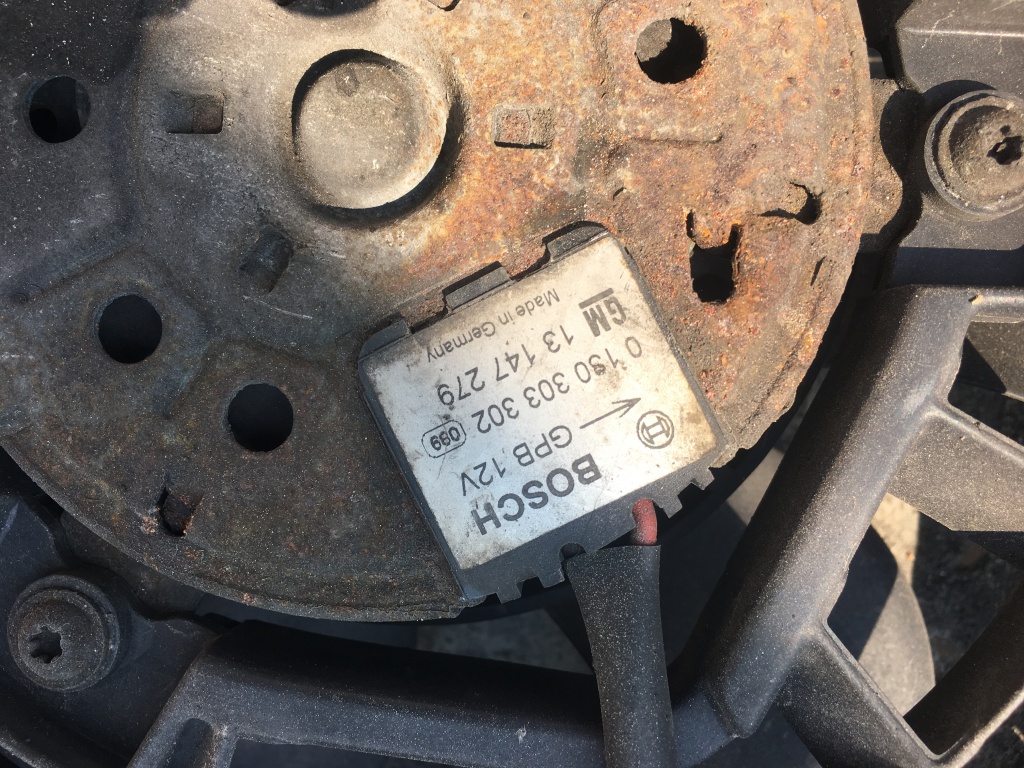 BOSCH
GPB 12V
0 130 303 302 099
GM 13 147 279
Made in Germany